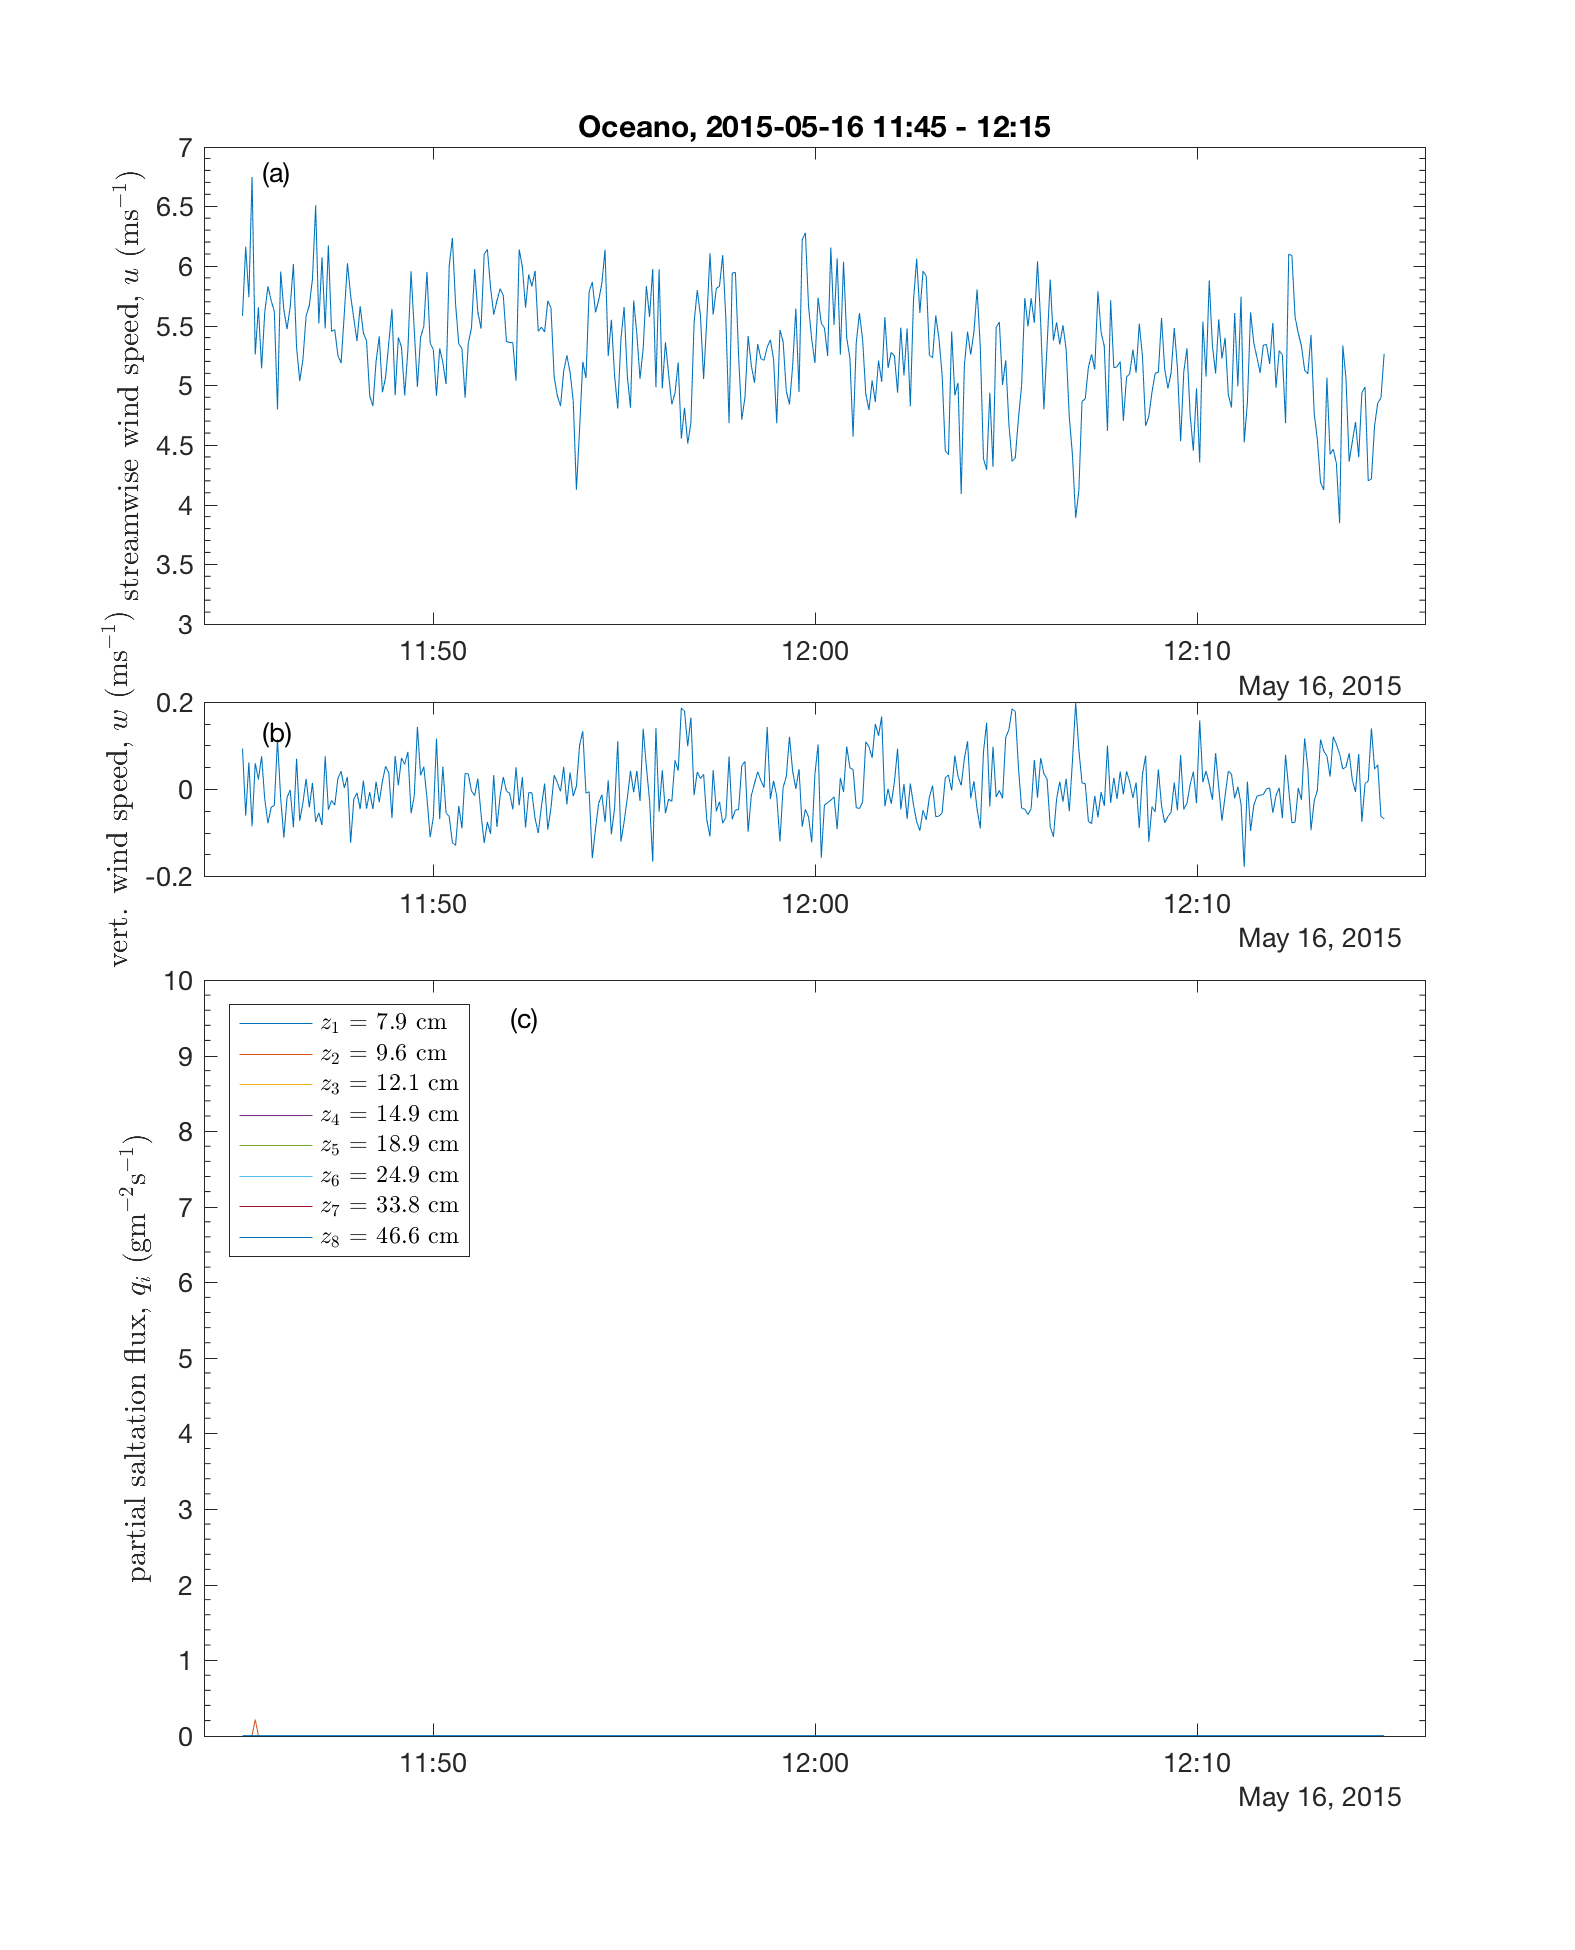 Oceano, 2015-05-16 11:45 - 12:15
(a)
streamwise wind speed, u (ms⁻¹)
7
6.5
6
5.5
5
4.5
4
3.5
3
11:50 12:00 12:10
May 16, 2015
(b)
vert. wind speed, w (ms⁻¹)
0.2
0
-0.2
11:50 12:00 12:10
May 16, 2015
(c)
partial saltation flux, qᵢ (gm⁻²s⁻¹)
10
9
8
7
6
5
4
3
2
1
0
z₁ = 7.9 cm
z₂ = 9.6 cm
z₃ = 12.1 cm
z₄ = 14.9 cm
z₅ = 18.9 cm
z₆ = 24.9 cm
z₇ = 33.8 cm
z₈ = 46.6 cm
11:50 12:00 12:10
May 16, 2015